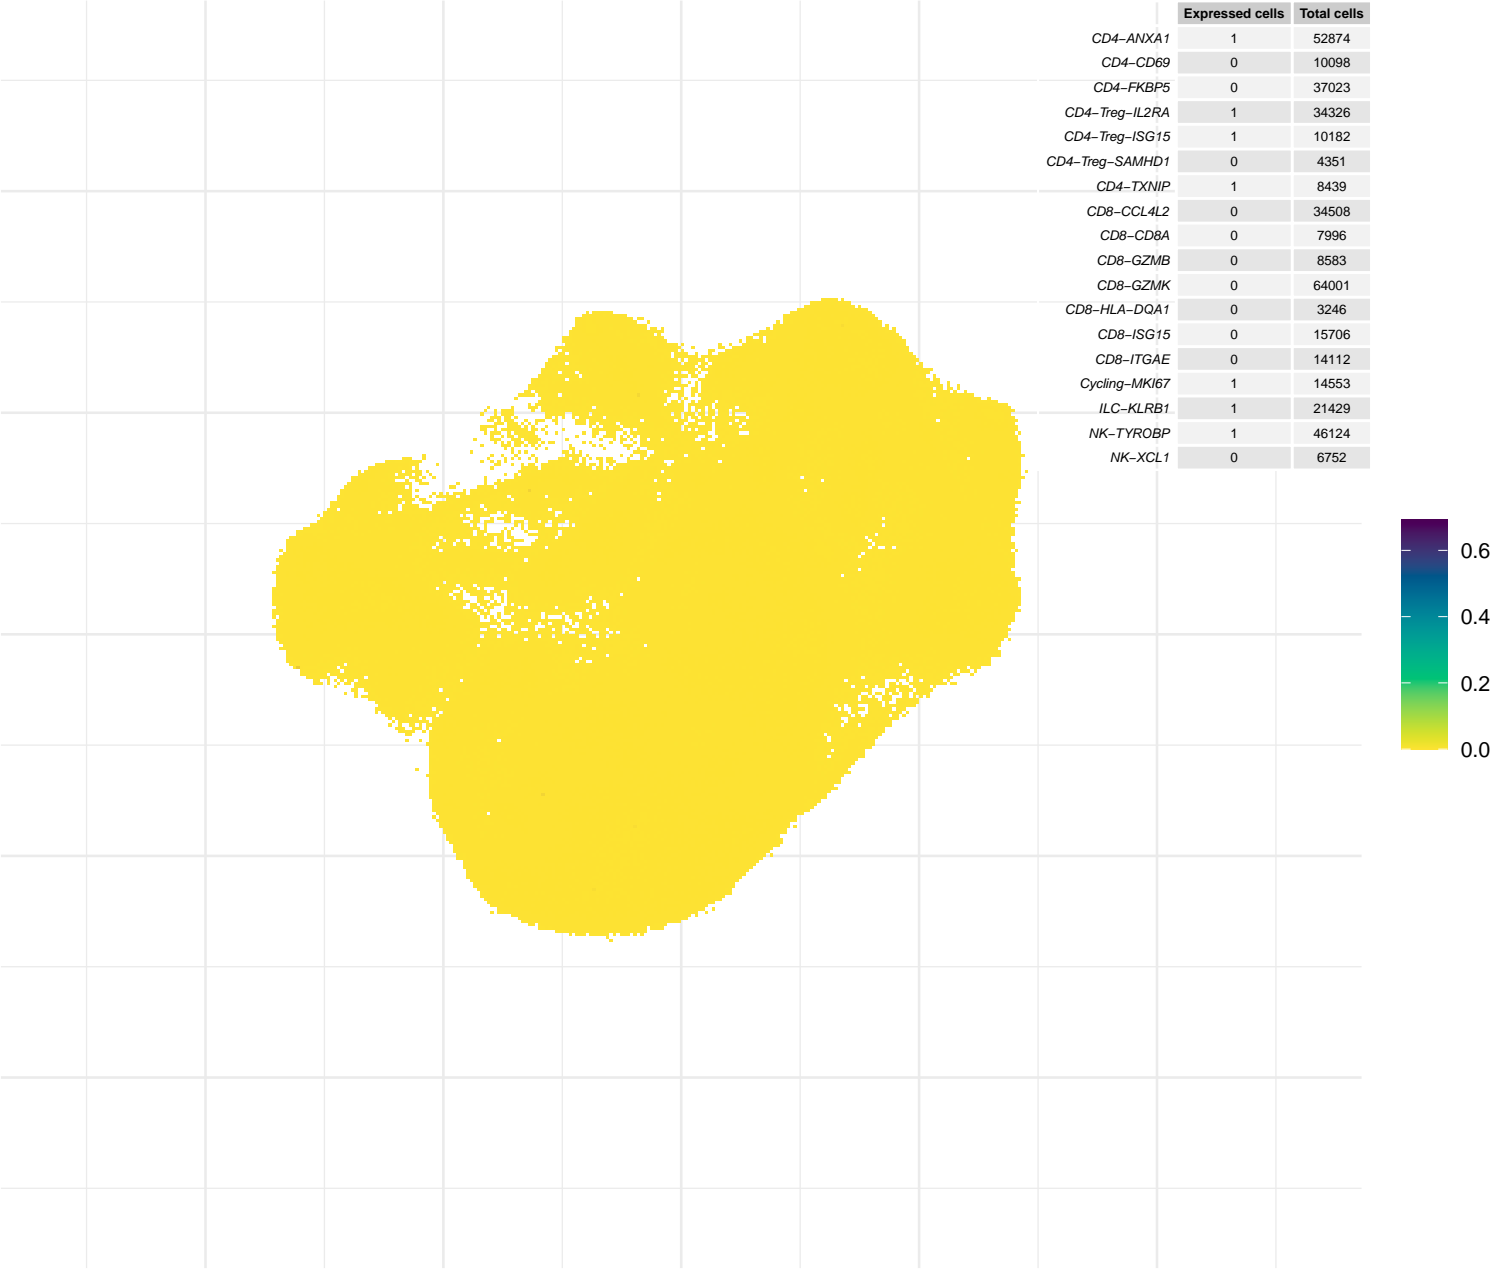 Expressed cells Total cells
CD4−ANXA1 1 52874
CD4−CD69 0 10098
CD4−FKBP5 0 37023
CD4−Treg−IL2RA 1 34326
CD4−Treg−ISG15 1 10182
CD4−Treg−SAMHD1 0 4351
CD4−TXNIP 1 8439
CD8−CCL4L2 0 34508
CD8−CD8A 0 7996
CD8−GZMB 0 8583
CD8−GZMK 0 64001
CD8−HLA−DQA1 0 3246
CD8−ISG15 0 15706
CD8−ITGAE 0 14112
Cycling−MKI67 1 14553
ILC−KLRB1 1 21429
NK−TYROBP 1 46124
NK−XCL1 0 6752
0.6
0.4
0.2
0.0